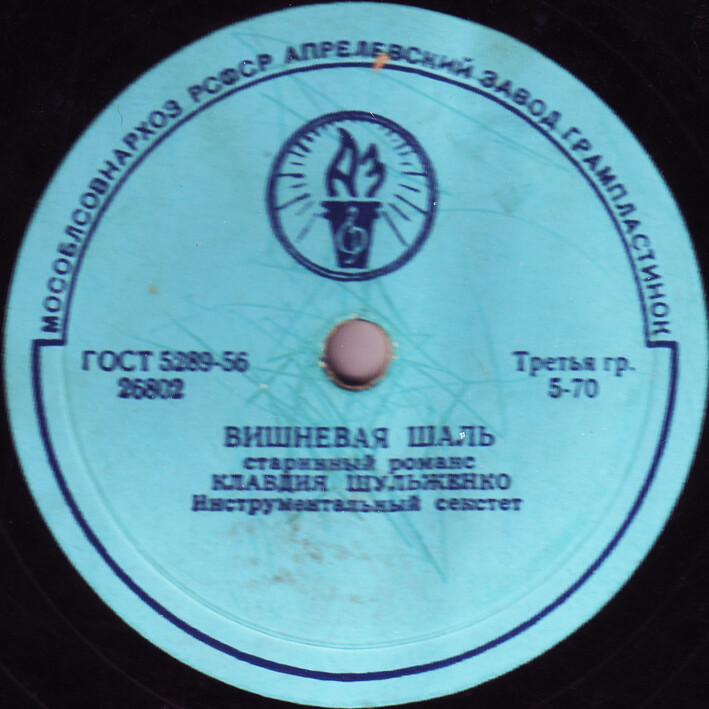 МОСОБЛСОВНАРХОЗ РСФСР АПРЕЛЕВСКИЙ ЗАВОД ГРАМПЛАСТИНОК
АЗ
ГОСТ 5289-56
26802
Третья гр.
5-70
ВИШНЕВАЯ ШАЛЬ
старинный романс
КЛАВДИЯ ШУЛЬЖЕНКО
Инструментальный секстет